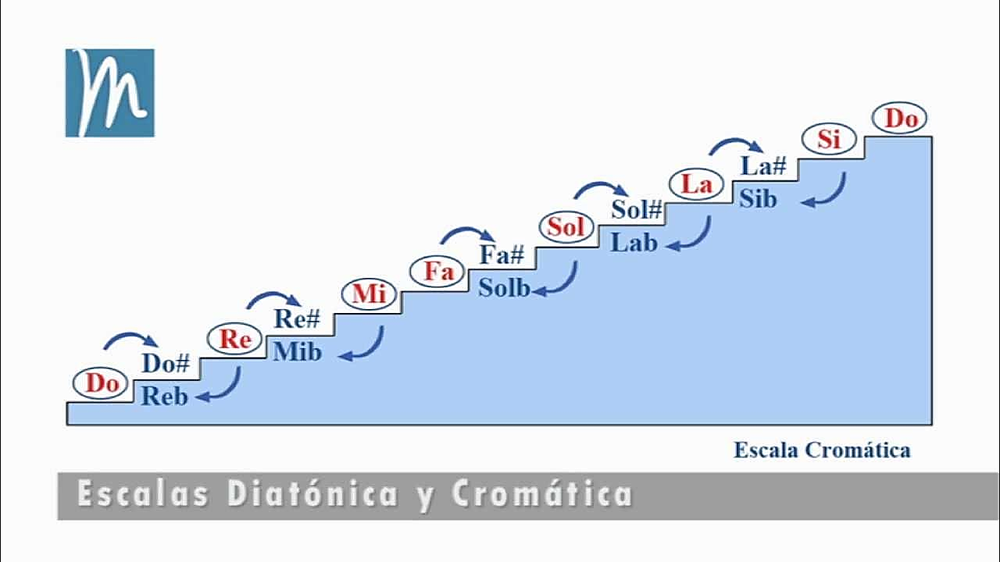 m
Do
Si
La#
La
Sib
Sol#
Sol
Lab
Fa#
Fa
Solb
Mi
Re#
Re
Mib
Do#
Do
Reb
Escala Cromática
Escalas Diatónica y Cromática